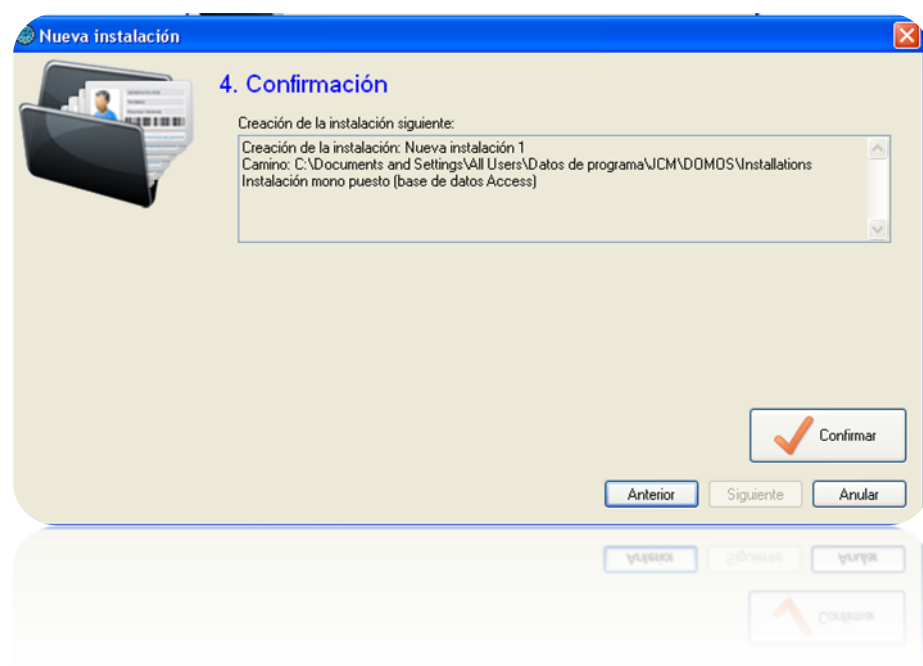 Nueva instalación
4. Confirmación
Creación de la instalación siguiente:
Creación de la instalación: Nueva instalación 1
Camino: C:\Documents and Settings\All Users\Datos de programa\JCM\DOMOS\Installations
Instalación mono puesto (base de datos Access)
Confirmar
Anterior
Siguiente
Anular